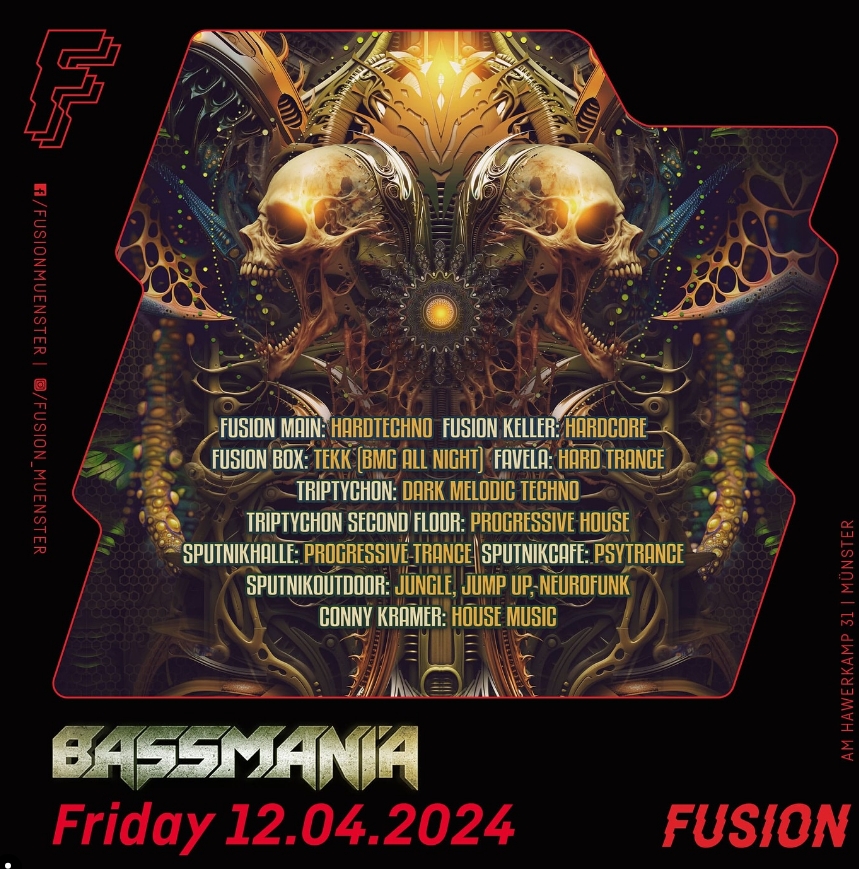 F
/FUSIONMUENSTER | /FUSION_MUENSTER
FUSION MAIN: HARDTECHNO FUSION KELLER: HARDCORE
FUSION BOX: TEKK (BMG ALL NIGHT) FAVELA: HARD TRANCE
TRIPTYCHON: DARK MELODIC TECHNO
TRIPTYCHON SECOND FLOOR: PROGRESSIVE HOUSE
SPUTNIKHALLE: PROGRESSIVE TRANCE SPUTNIKCAFE: PSYTRANCE
SPUTNIKOUTDOOR: JUNGLE, JUMP UP, NEUROFUNK
CONNY KRAMER: HOUSE MUSIC
AM HAWERKAMP 31 | MÜNSTER
BASSMANIA
Friday 12.04.2024
FUSION